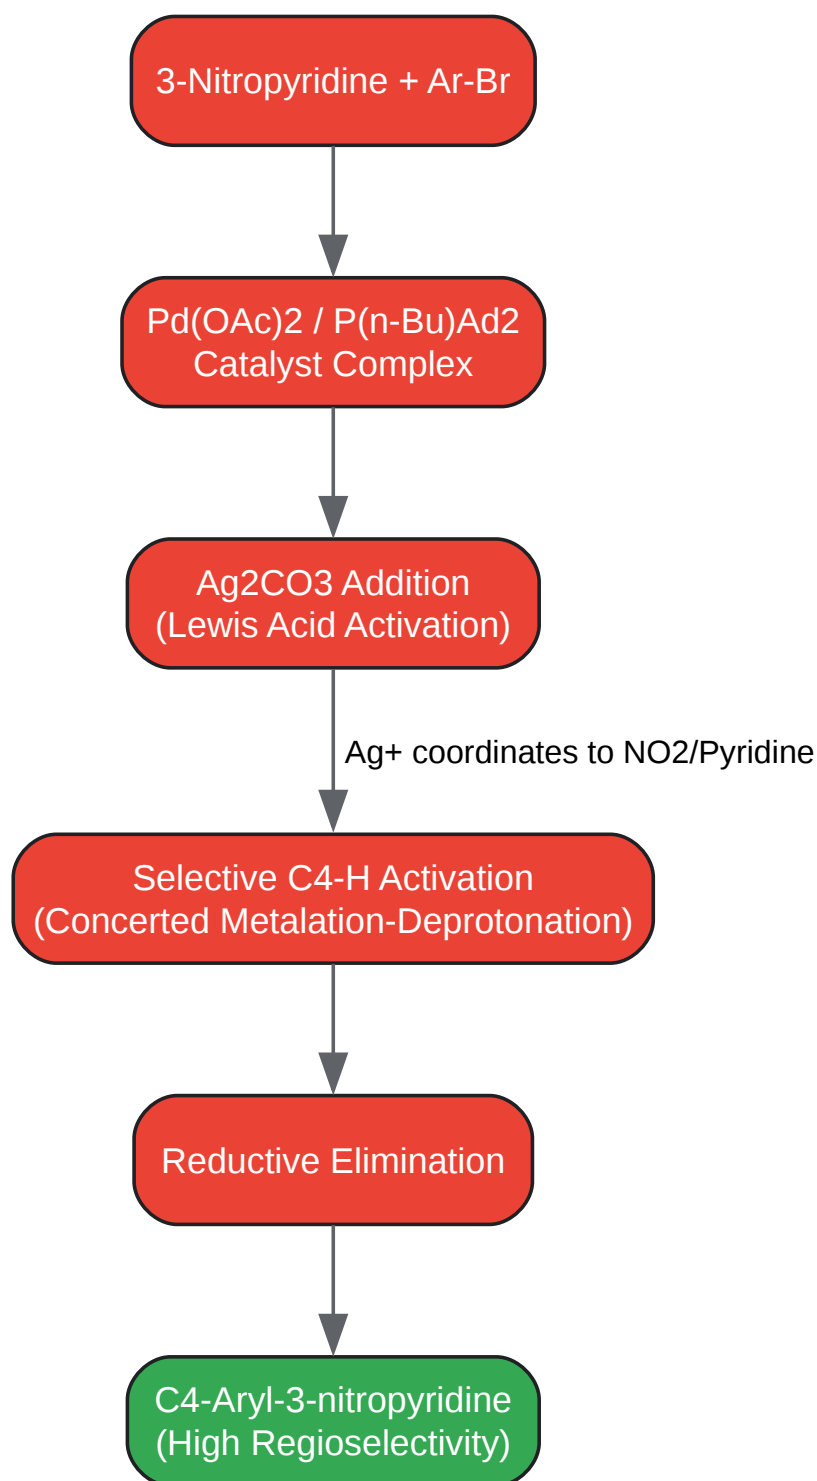 3-Nitropyridine + Ar-Br
Pd(OAc)2 / P(n-Bu)Ad2
Catalyst Complex
Ag2CO3 Addition
(Lewis Acid Activation)
Ag+ coordinates to NO2/Pyridine
Selective C4-H Activation
(Concerted Metalation-Deprotonation)
Reductive Elimination
C4-Aryl-3-nitropyridine
(High Regioselectivity)